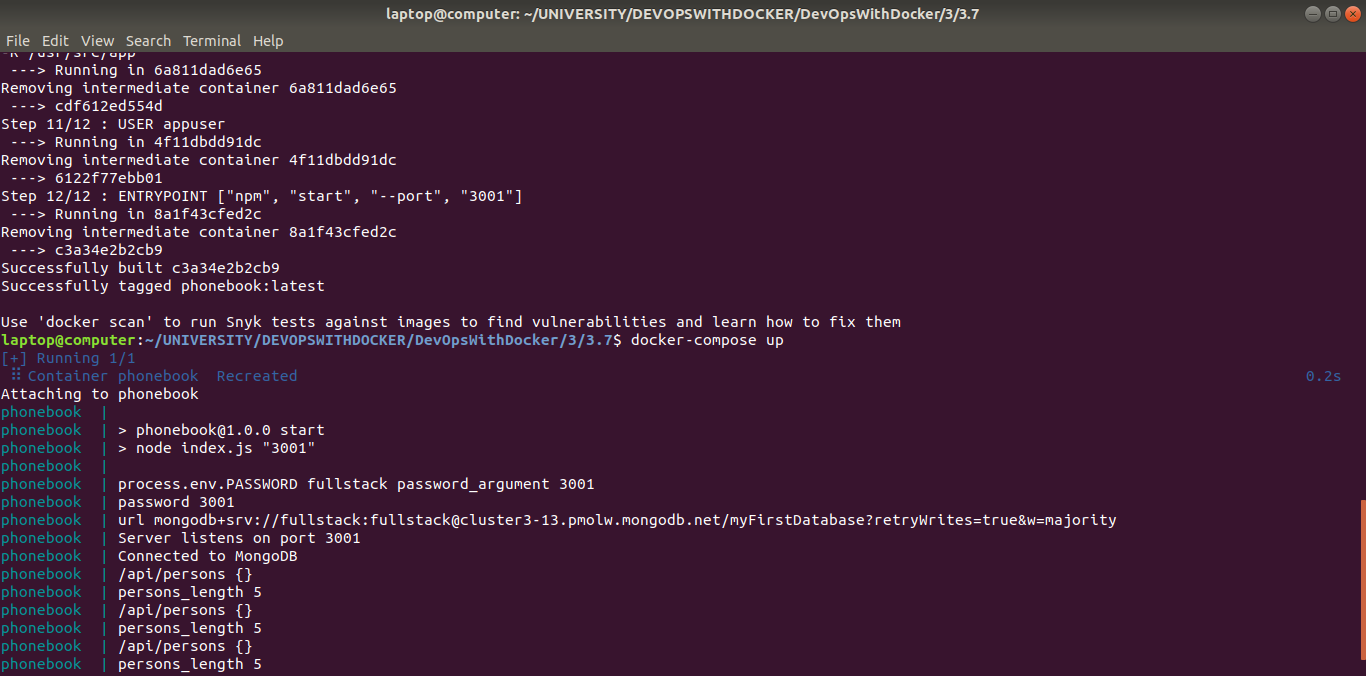 laptop@computer: ~/UNIVERSITY/DEVOPSWITHDOCKER/DevOpsWithDocker/3/3.7
File Edit View Search Terminal Help
-R /usr/src/app
 ---> Running in 6a811dad6e65
Removing intermediate container 6a811dad6e65
 ---> cdf612ed554d
Step 11/12 : USER appuser
 ---> Running in 4f11dbdd91dc
Removing intermediate container 4f11dbdd91dc
 ---> 6122f77ebb01
Step 12/12 : ENTRYPOINT ["npm", "start", "--port", "3001"]
 ---> Running in 8a1f43cfed2c
Removing intermediate container 8a1f43cfed2c
 ---> c3a34e2b2cb9
Successfully built c3a34e2b2cb9
Successfully tagged phonebook:latest
Use 'docker scan' to run Snyk tests against images to find vulnerabilities and learn how to fix them
laptop@computer:~/UNIVERSITY/DEVOPSWITHDOCKER/DevOpsWithDocker/3/3.7$ docker-compose up
[+] Running 1/1
 ⠿ Container phonebook  Recreated 0.2s
Attaching to phonebook
phonebook  |
phonebook  | > phonebook@1.0.0 start
phonebook  | > node index.js "3001"
phonebook  |
phonebook  | process.env.PASSWORD fullstack password_argument 3001
phonebook  | password 3001
phonebook  | url mongodb+srv://fullstack:fullstack@cluster3-13.pmolw.mongodb.net/myFirstDatabase?retryWrites=true&w=majority
phonebook  | Server listens on port 3001
phonebook  | Connected to MongoDB
phonebook  | /api/persons {}
phonebook  | persons_length 5
phonebook  | /api/persons {}
phonebook  | persons_length 5
phonebook  | /api/persons {}
phonebook  | persons_length 5